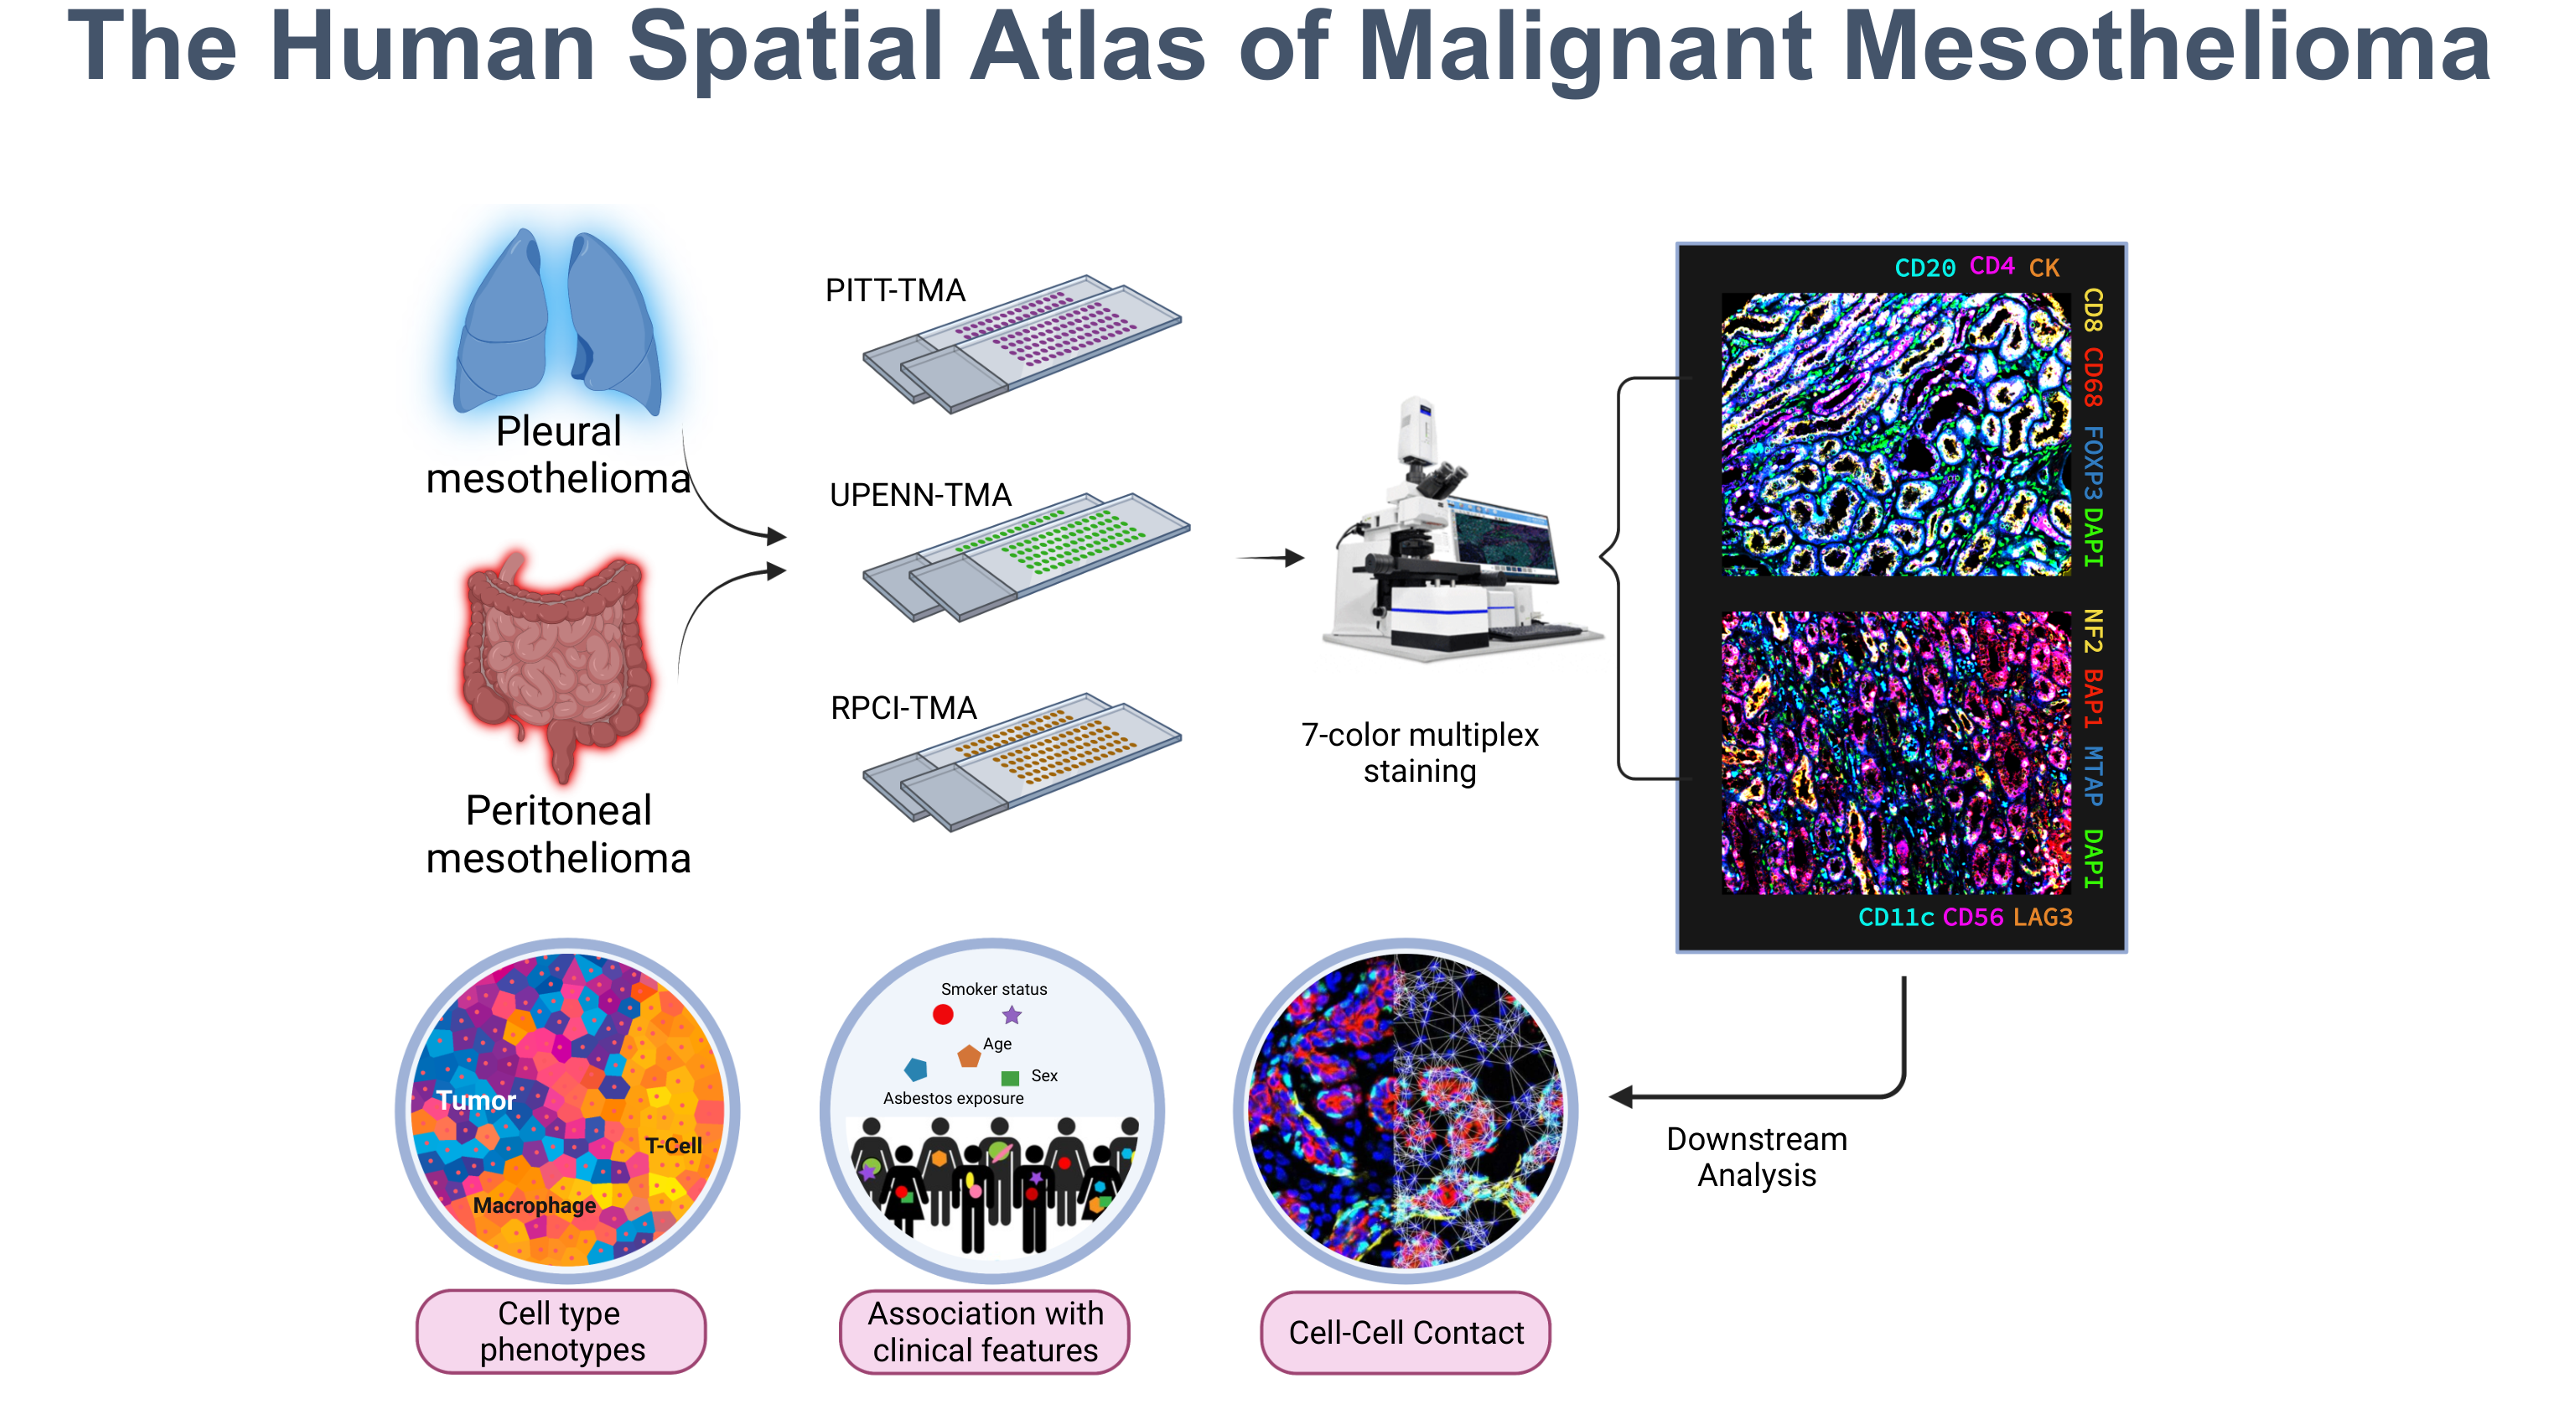 The Human Spatial Atlas of Malignant Mesothelioma
Pleural
mesothelioma
Peritoneal
mesothelioma
PITT-TMA
UPENN-TMA
RPCI-TMA
7-color multiplex
staining
CD20 CD4 CK
CD8 CD68 FOXP3 DAPI
NF2 BAP1 MTAP DAPI
CD11c CD56 LAG3
Downstream
Analysis
Tumor
T-Cell
Macrophage
Cell type
phenotypes
Smoker status
Age
Sex
Asbestos exposure
Association with
clinical features
Cell-Cell Contact